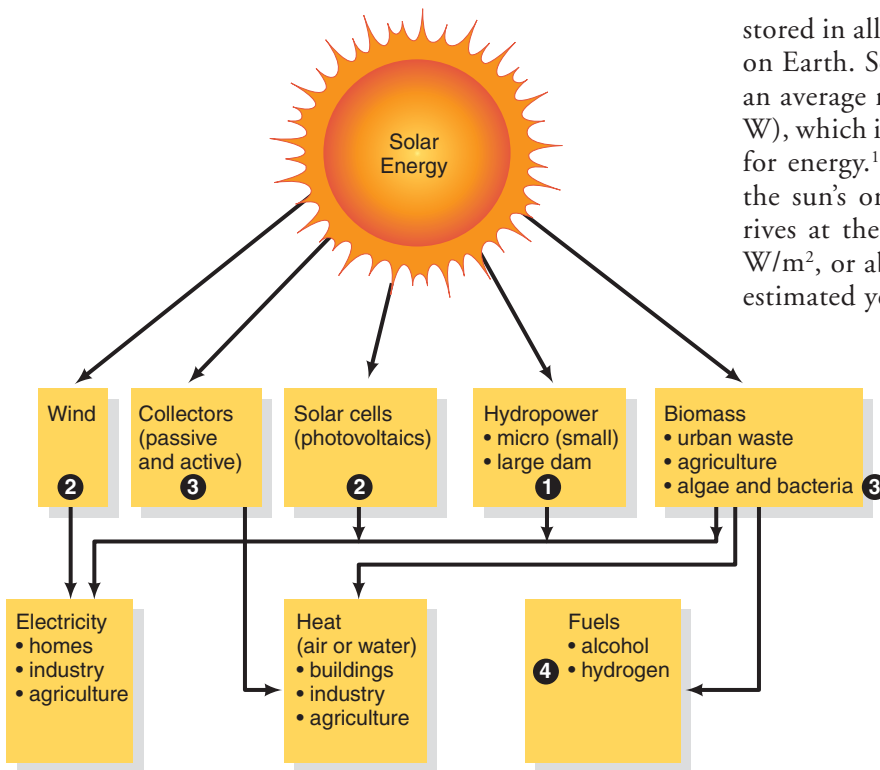 Solar
Energy
stored in all
on Earth. S
an average r
W), which i
for energy.¹
the sun's or
rives at the
W/m², or ab
estimated ye
Wind
2
Collectors
(passive
and active)
3
Solar cells
(photovoltaics)
2
Hydropower
• micro (small)
• large dam
1
Biomass
• urban waste
• agriculture
• algae and bacteria 3
Electricity
• homes
• industry
• agriculture
Heat
(air or water)
• buildings
• industry
• agriculture
Fuels
• alcohol
4 • hydrogen